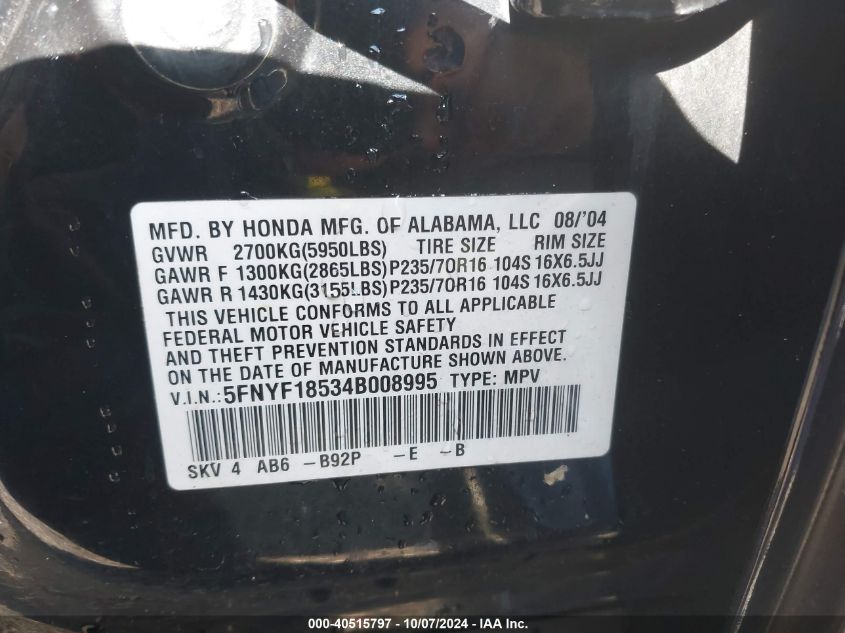 MFD. BY HONDA MFG. OF ALABAMA, LLC 08/'04
GVWR 2700KG(5950LBS) TIRE SIZE RIM SIZE
GAWR F 1300KG(2865LBS)P235/70R16 104S 16X6.5JJ
GAWR R 1430KG(3155LBS)P235/70R16 104S 16X6.5JJ
THIS VEHICLE CONFORMS TO ALL APPLICABLE
FEDERAL MOTOR VEHICLE SAFETY
AND THEFT PREVENTION STANDARDS IN EFFECT
ON THE DATE OF MANUFACTURE SHOWN ABOVE.
V.I.N.:5FNYF18534B008995 TYPE: MPV
SKV 4 AB6 -B92P -E -B
000-40515797 - 10/07/2024 - IAA Inc.